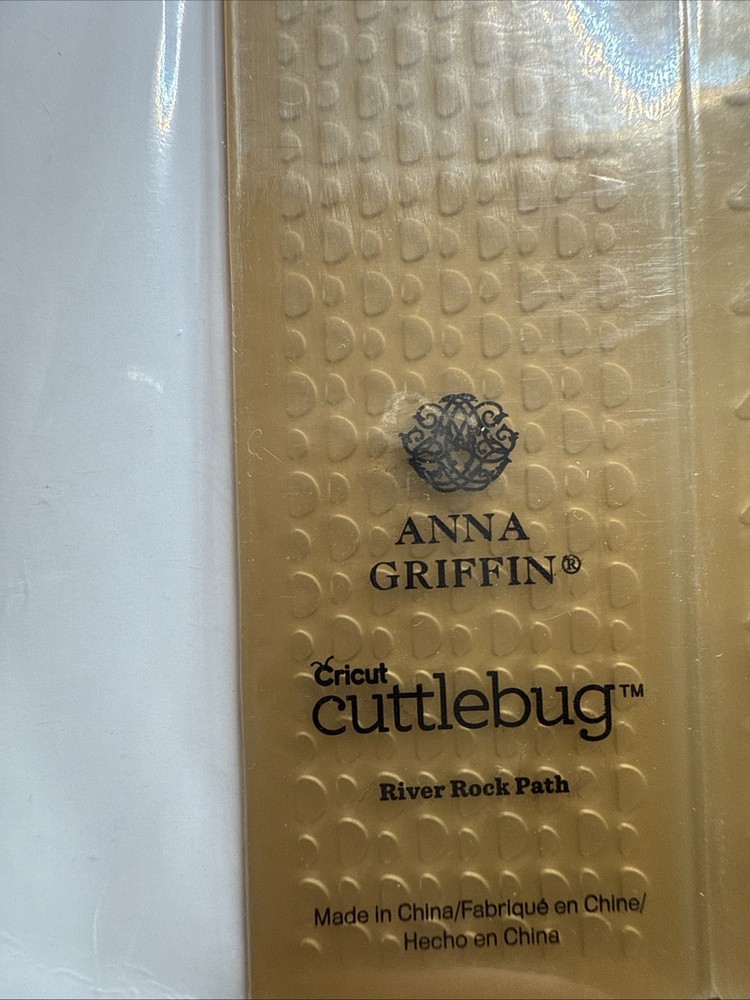 ANNA
GRIFFIN®
Cricut
cuttlebug™
River Rock Path
Made in China/Fabriqué en Chine/
Hecho en China